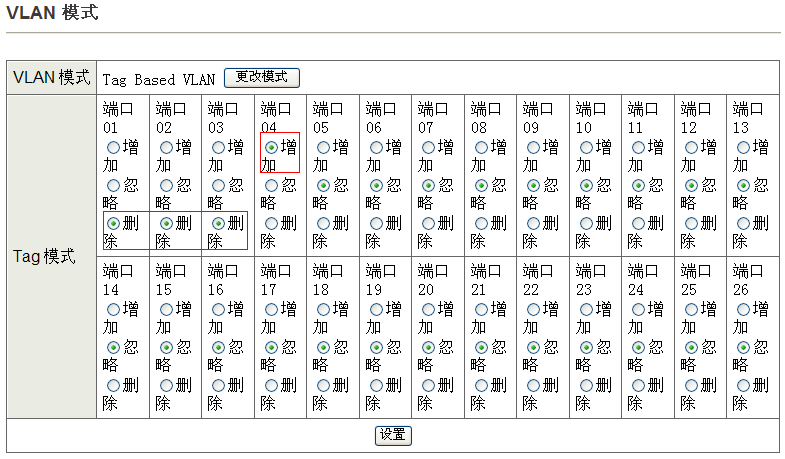 VLAN 模式
VLAN 模式 Tag Based VLAN 更改模式
Tag 模式
端口 端口 端口 端口 端口 端口 端口 端口 端口 端口 端口 端口 端口
01 02 03 04 05 06 07 08 09 10 11 12 13
增 增 增 增 增 增 增 增 增 增 增 增 增
加 加 加 加 加 加 加 加 加 加 加 加 加
忽 忽 忽 忽 忽 忽 忽 忽 忽 忽 忽 忽 忽
略 略 略 略 略 略 略 略 略 略 略 略 略
删 删 删 删 删 删 删 删 删 删 删 删 删
除 除 除 除 除 除 除 除 除 除 除 除 除
端口 端口 端口 端口 端口 端口 端口 端口 端口 端口 端口 端口 端口
14 15 16 17 18 19 20 21 22 23 24 25 26
增 增 增 增 增 增 增 增 增 增 增 增 增
加 加 加 加 加 加 加 加 加 加 加 加 加
忽 忽 忽 忽 忽 忽 忽 忽 忽 忽 忽 忽 忽
略 略 略 略 略 略 略 略 略 略 略 略 略
删 删 删 删 删 删 删 删 删 删 删 删 删
除 除 除 除 除 除 除 除 除 除 除 除 除
设置